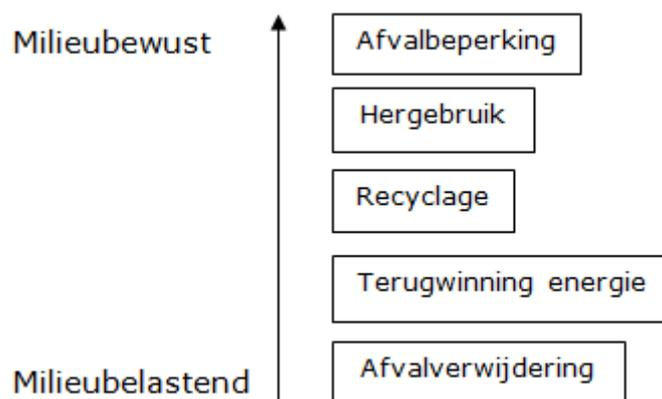 Milieubewust
Afvalbeperking
Hergebruik
Recyclage
Terugwinning energie
Afvalverwijdering
Milieubelastend